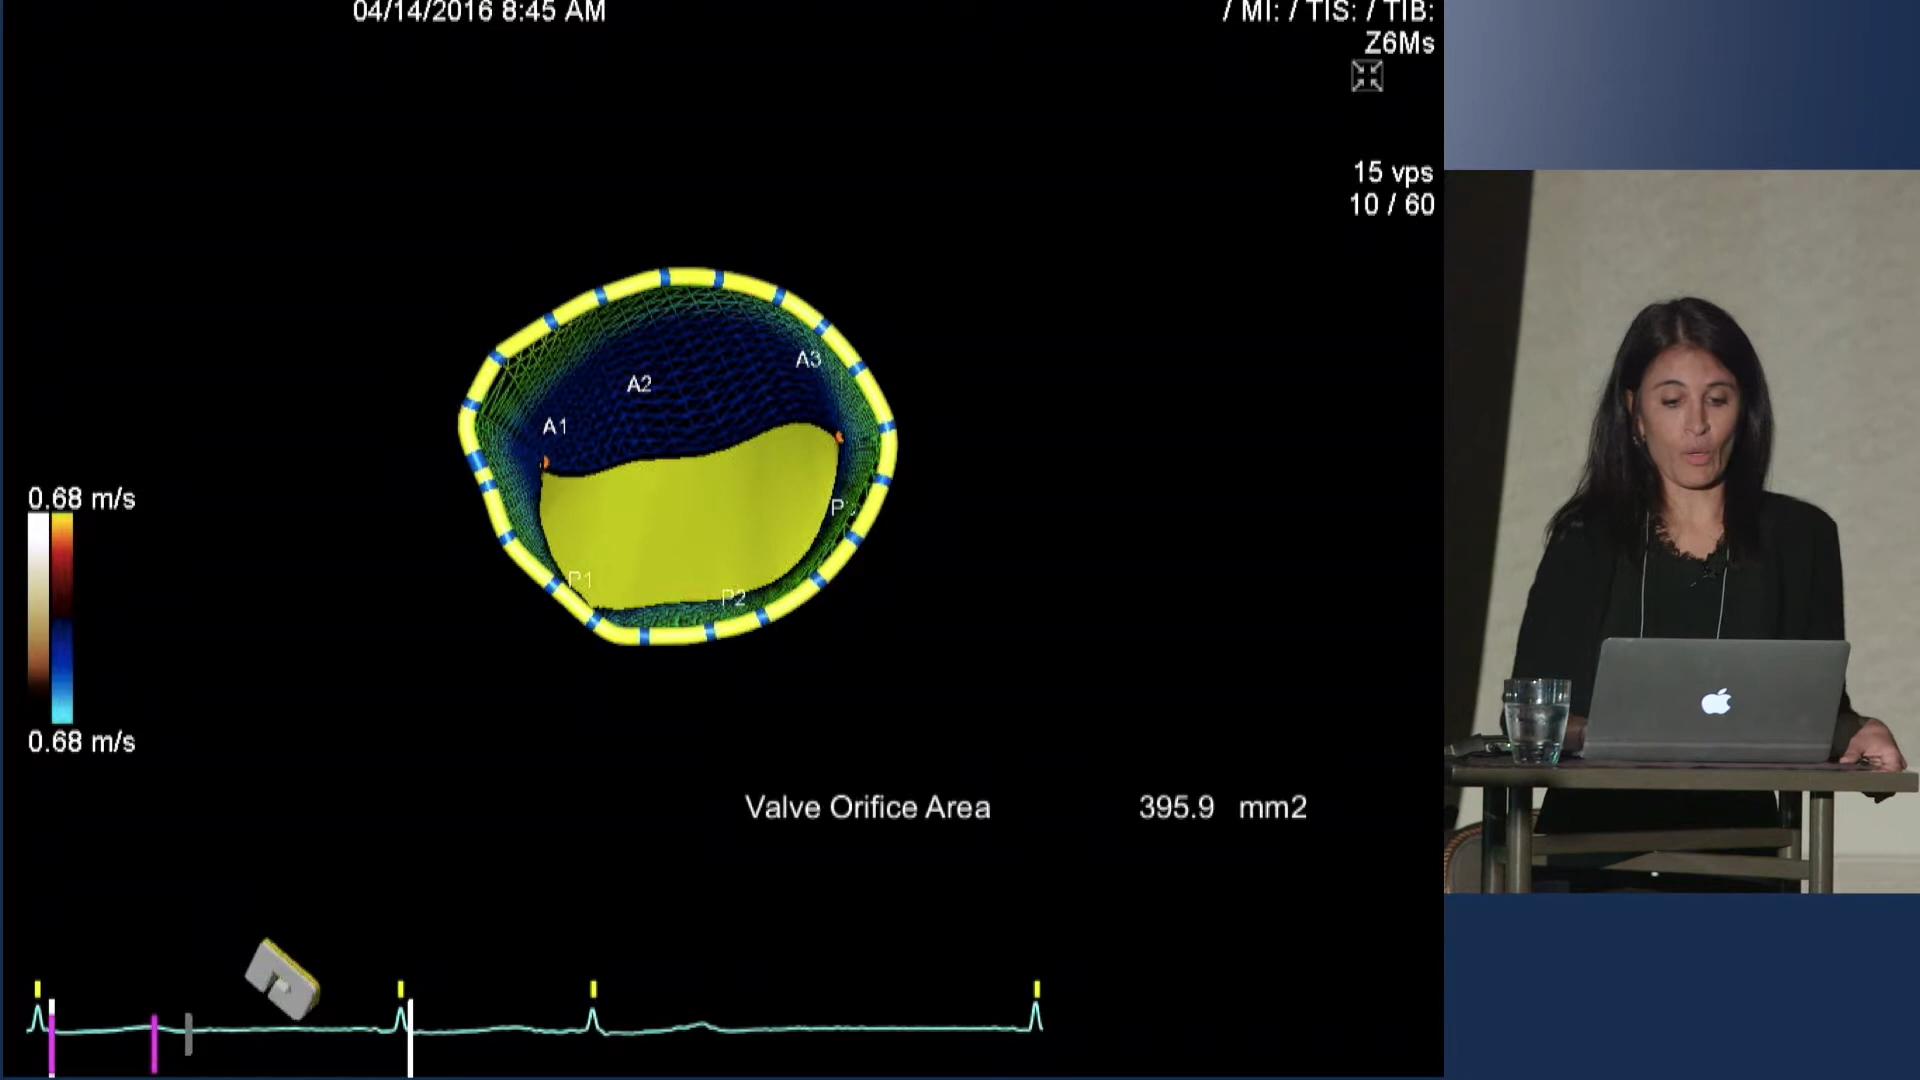 04/14/2016 8:45 AM
/ MI: / TIS: / TIB:
Z6Ms
15 vps
10 / 60
A3
A2
A1
0.68 m/s
P
P1
P2
0.68 m/s
Valve Orifice Area 395.9 mm2